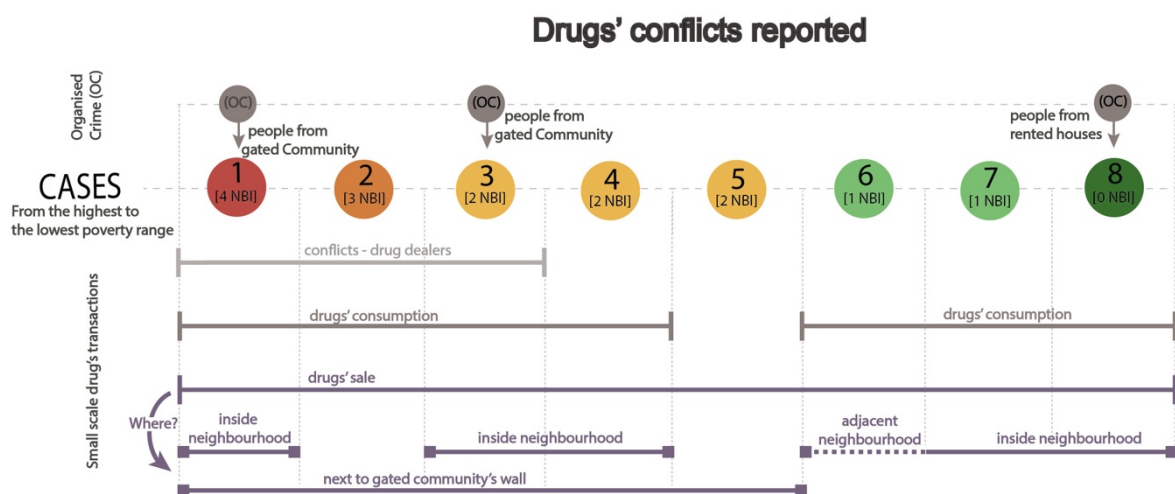 Drugs' conflicts reported
Organised
Crime (OC)
(OC)
people from
gated Community
(OC)
people from
gated Community
(OC)
people from
rented houses
CASES
From the highest to
the lowest poverty range
1
[4 NBI]
2
[3 NBI]
3
[2 NBI]
4
[2 NBI]
5
[2 NBI]
6
[1 NBI]
7
[1 NBI]
8
[0 NBI]
Small scale drug's transactions
conflicts - drug dealers
drugs' consumption
drugs' consumption
drugs' sale
Where?
inside
neighbourhood
inside neighbourhood
adjacent
neighbourhood
inside neighbourhood
next to gated community's wall